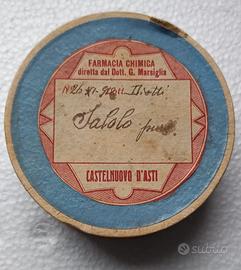 FARMACIA CHIMICA
diretta dal Dott. G. Marsiglia
Salolo
CASTELNUOVO D'ASTI
subito